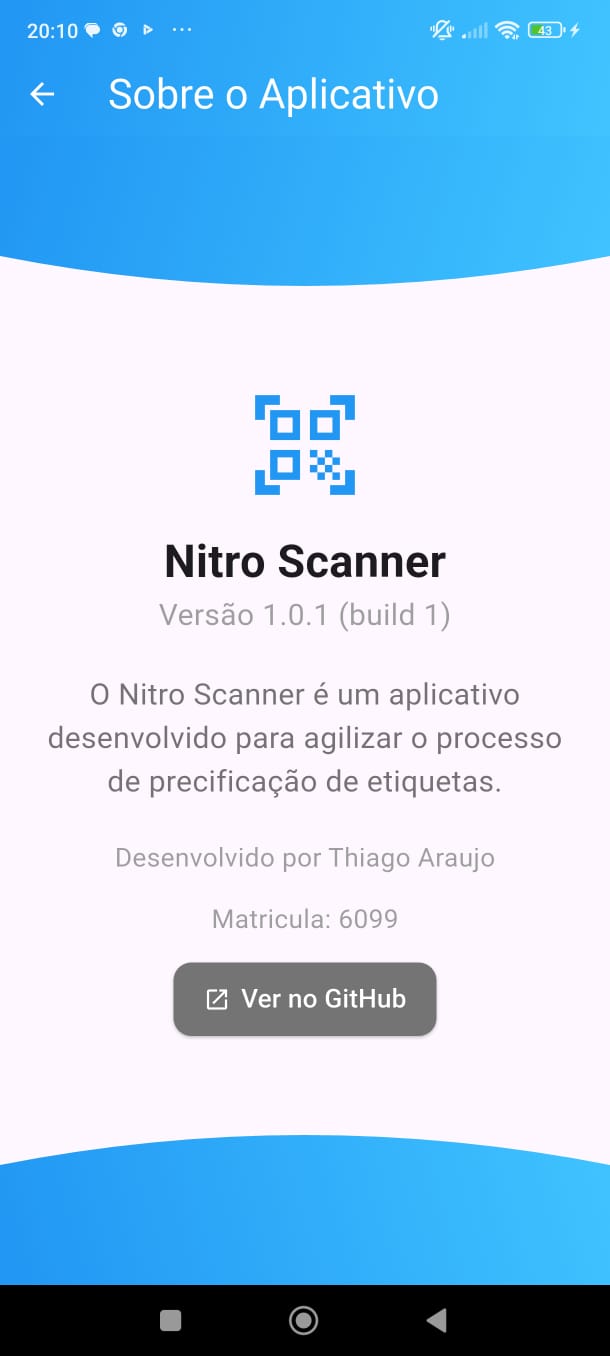 20:10
43
Sobre o Aplicativo
Nitro Scanner
Versão 1.0.1 (build 1)
O Nitro Scanner é um aplicativo
desenvolvido para agilizar o processo
de precificação de etiquetas.
Desenvolvido por Thiago Araujo
Matricula: 6099
Ver no GitHub